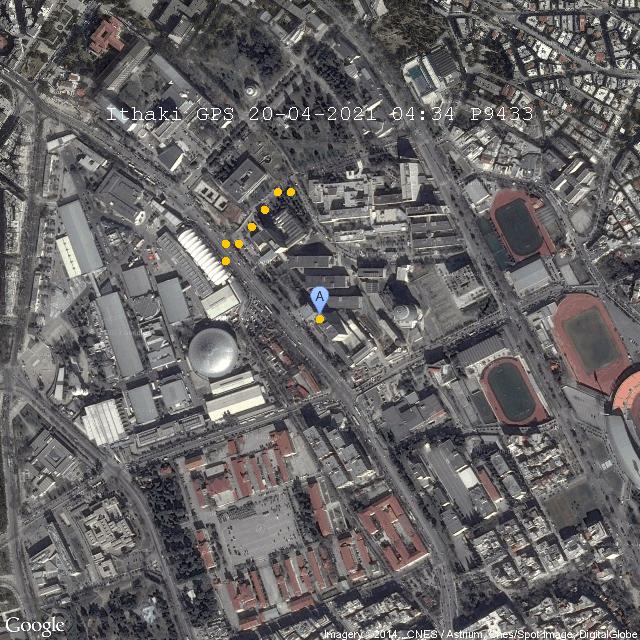 Ithaki GPS 20-04-2021 04:34 P9433
A
Google
Imagery ©2014, CNES / Astrium, Cnes/Spot Image, DigitalGlobe